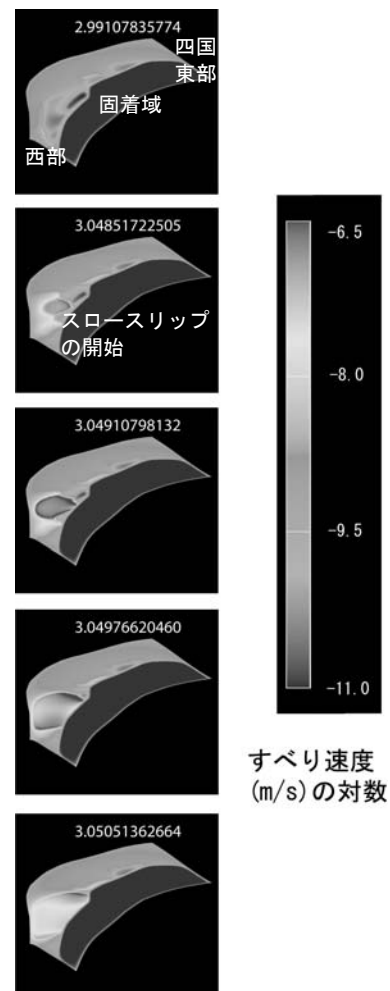 2.99107835774
四国
東部
固着域
西部
3.04851722505
スロースリップ
の開始
3.04910798132
3.04976620460
3.05051362664
-6.5
-8.0
-9.5
-11.0
すべり速度
(m/s)の対数